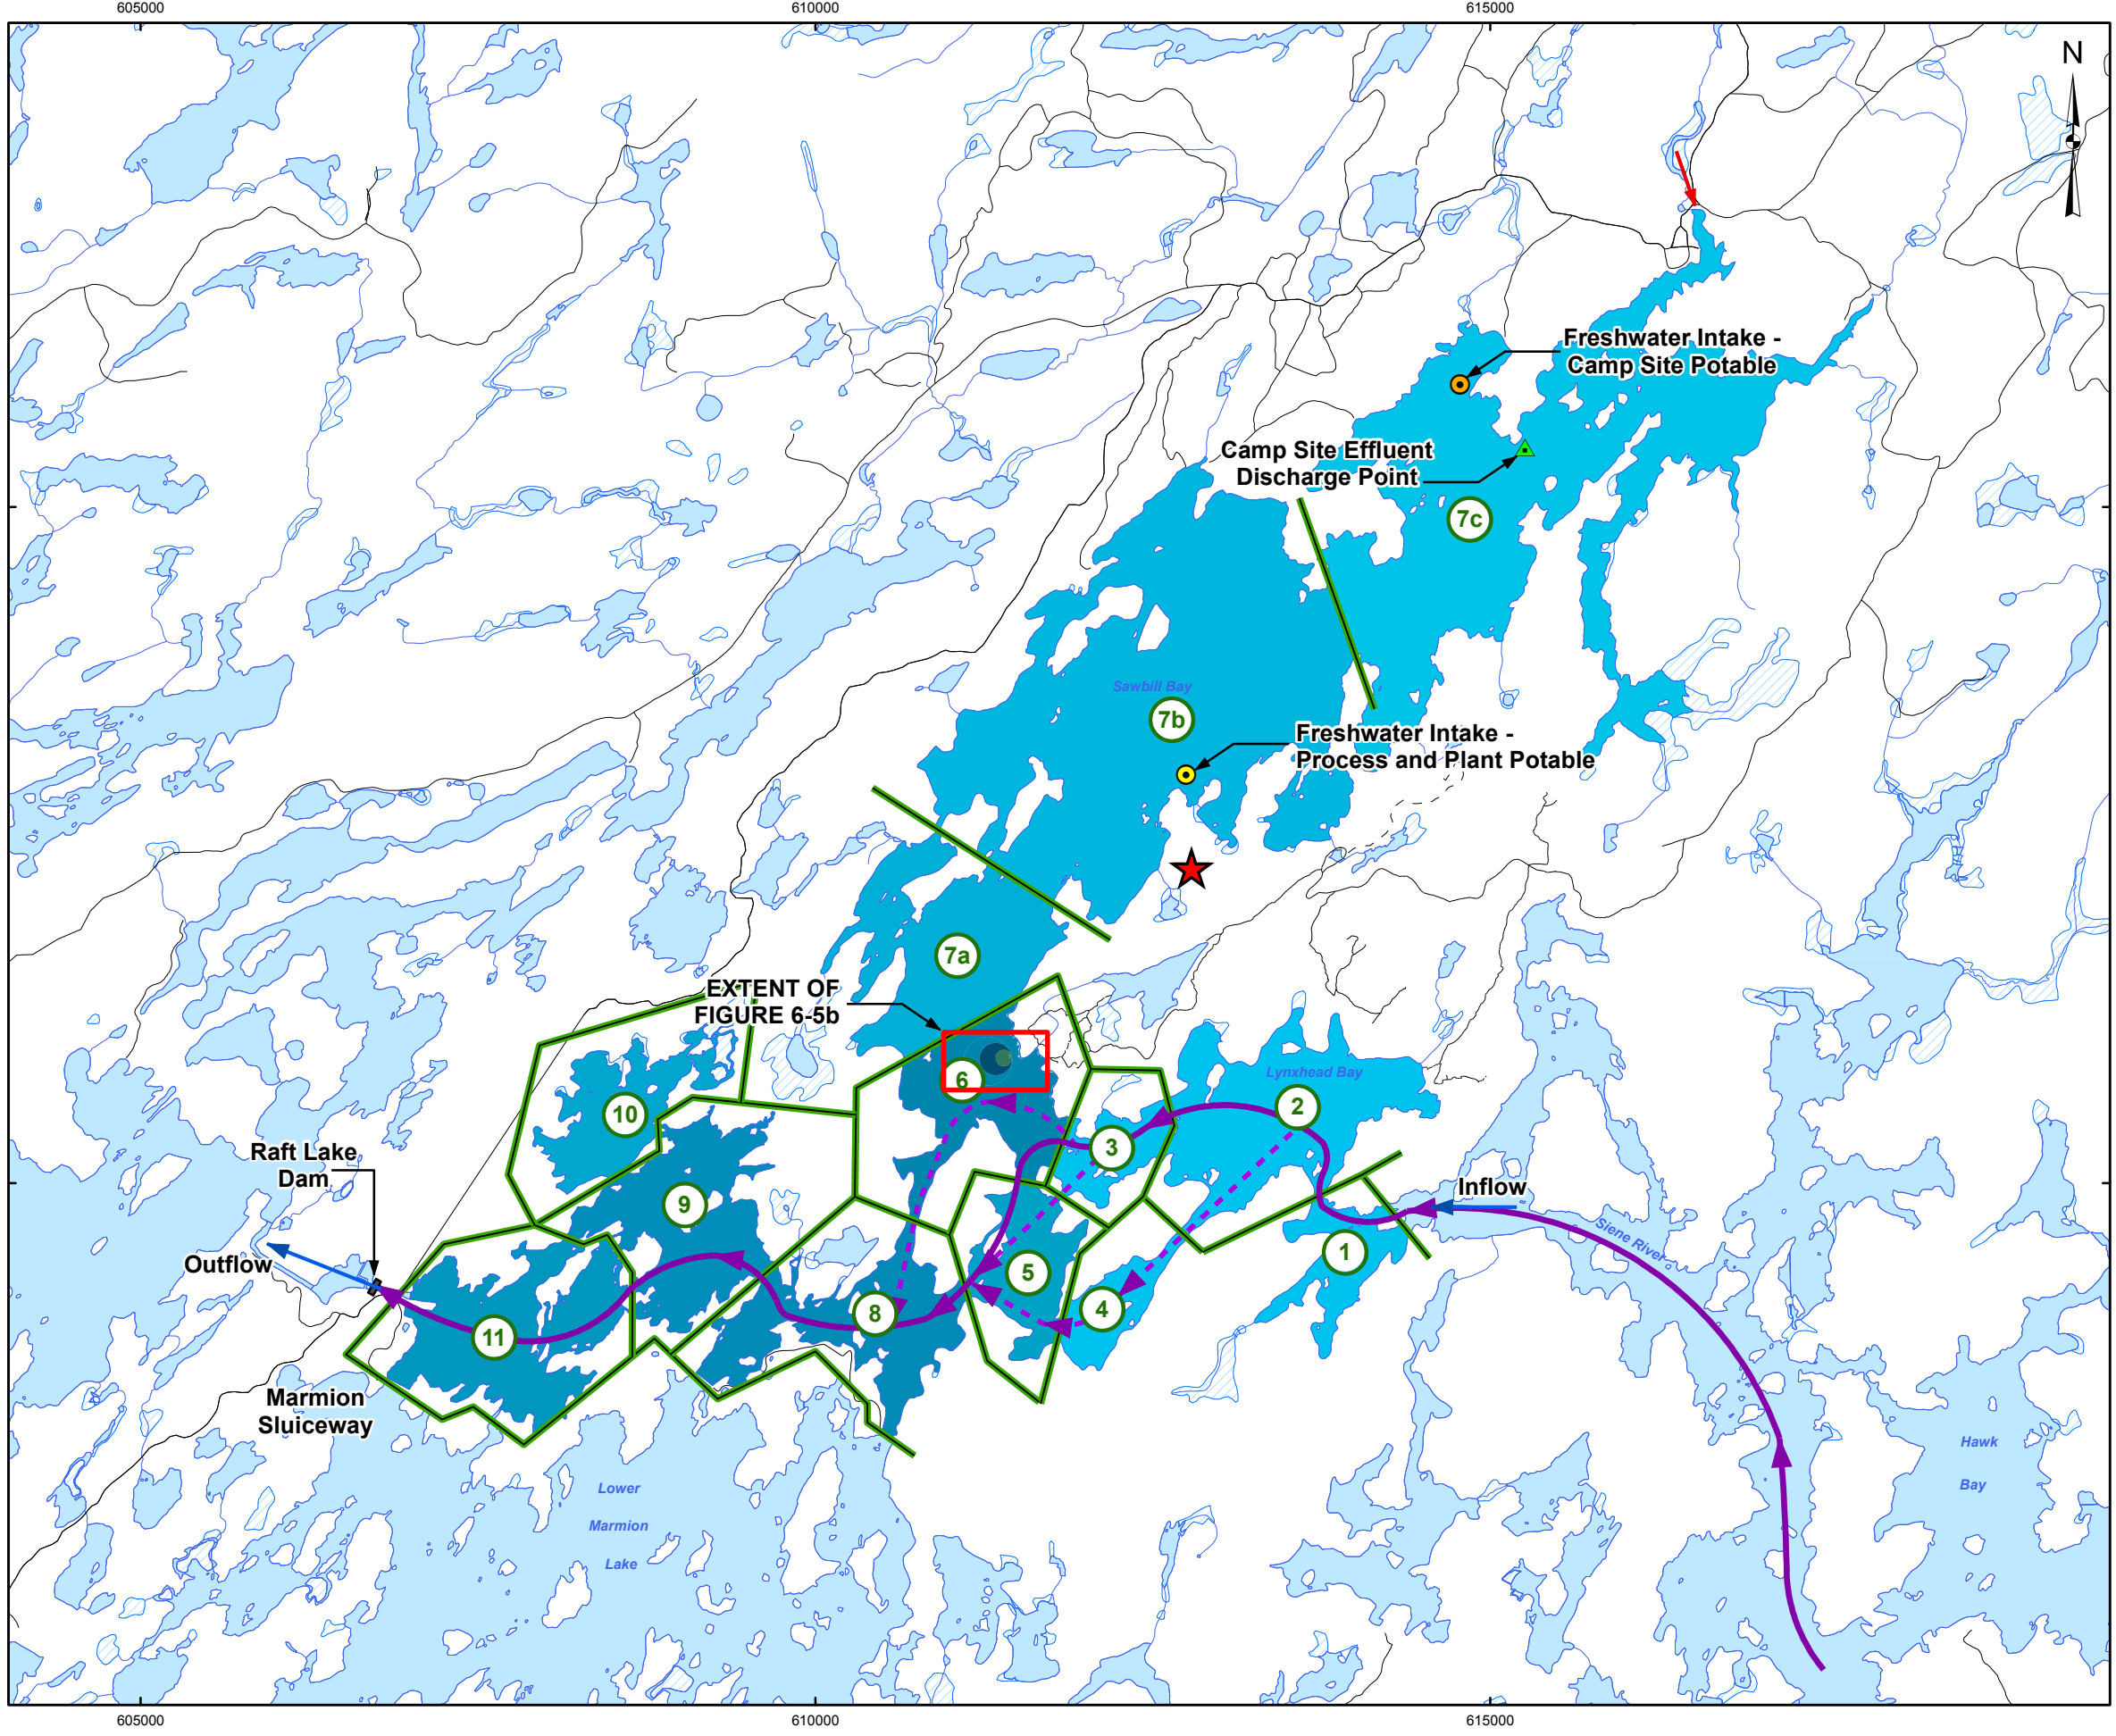 605000
610000
615000
N
Freshwater Intake -
Camp Site Potable
Camp Site Effluent
Discharge Point
7c
Sawbill Bay
7b
Freshwater Intake -
Process and Plant Potable
7a
EXTENT OF
FIGURE 6-5b
6
Lynxhead Bay
2
10
3
Raft Lake
Dam
9
Inflow
Siene River
1
Outflow
5
4
8
11
Marmion
Sluiceway
Hawk
Bay
Lower
Marmion
Lake
605000
610000
615000